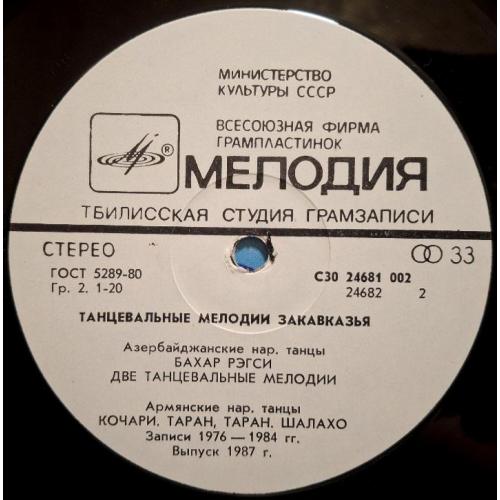 МИНИСТЕРСТВО
КУЛЬТУРЫ СССР
ВСЕСОЮЗНАЯ ФИРМА
ГРАМПЛАСТИНОК
®
МЕЛОДИЯ
ТБИЛИССКАЯ СТУДИЯ ГРАМЗАПИСИ
СТЕРЕО 33
ГОСТ 5289-80 С30 24681 002
Гр. 2. 1-20 24682 2
ТАНЦЕВАЛЬНЫЕ МЕЛОДИИ ЗАКАВКАЗЬЯ
Азербайджанские нар. танцы
БАХАР РЭГСИ
ДВЕ ТАНЦЕВАЛЬНЫЕ МЕЛОДИИ
Армянские нар. танцы
КОЧАРИ. ТАРАН, ТАРАН. ШАЛАХО
Записи 1976 — 1984 гг.
Выпуск 1987 г.